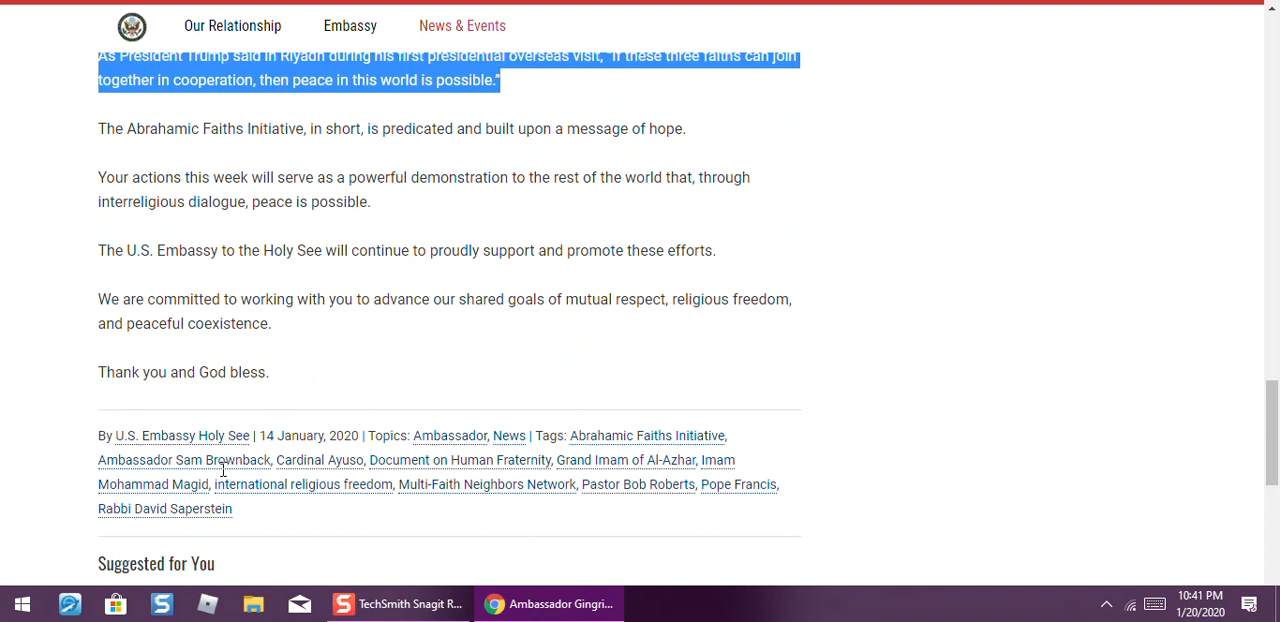 Our Relationship Embassy News & Events
As President Trump said in Riyadh during his first presidential overseas visit, "If these three faiths can join
together in cooperation, then peace in this world is possible."
The Abrahamic Faiths Initiative, in short, is predicated and built upon a message of hope.
Your actions this week will serve as a powerful demonstration to the rest of the world that, through
interreligious dialogue, peace is possible.
The U.S. Embassy to the Holy See will continue to proudly support and promote these efforts.
We are committed to working with you to advance our shared goals of mutual respect, religious freedom,
and peaceful coexistence.
Thank you and God bless.
By U.S. Embassy Holy See | 14 January, 2020 | Topics: Ambassador, News | Tags: Abrahamic Faiths Initiative,
Ambassador Sam Brownback, Cardinal Ayuso, Document on Human Fraternity, Grand Imam of Al-Azhar, Imam
Mohammad Magid, international religious freedom, Multi-Faith Neighbors Network, Pastor Bob Roberts, Pope Francis,
Rabbi David Saperstein
Suggested for You
TechSmith Snagit R... Ambassador Gingri... 10:41 PM
1/20/2020